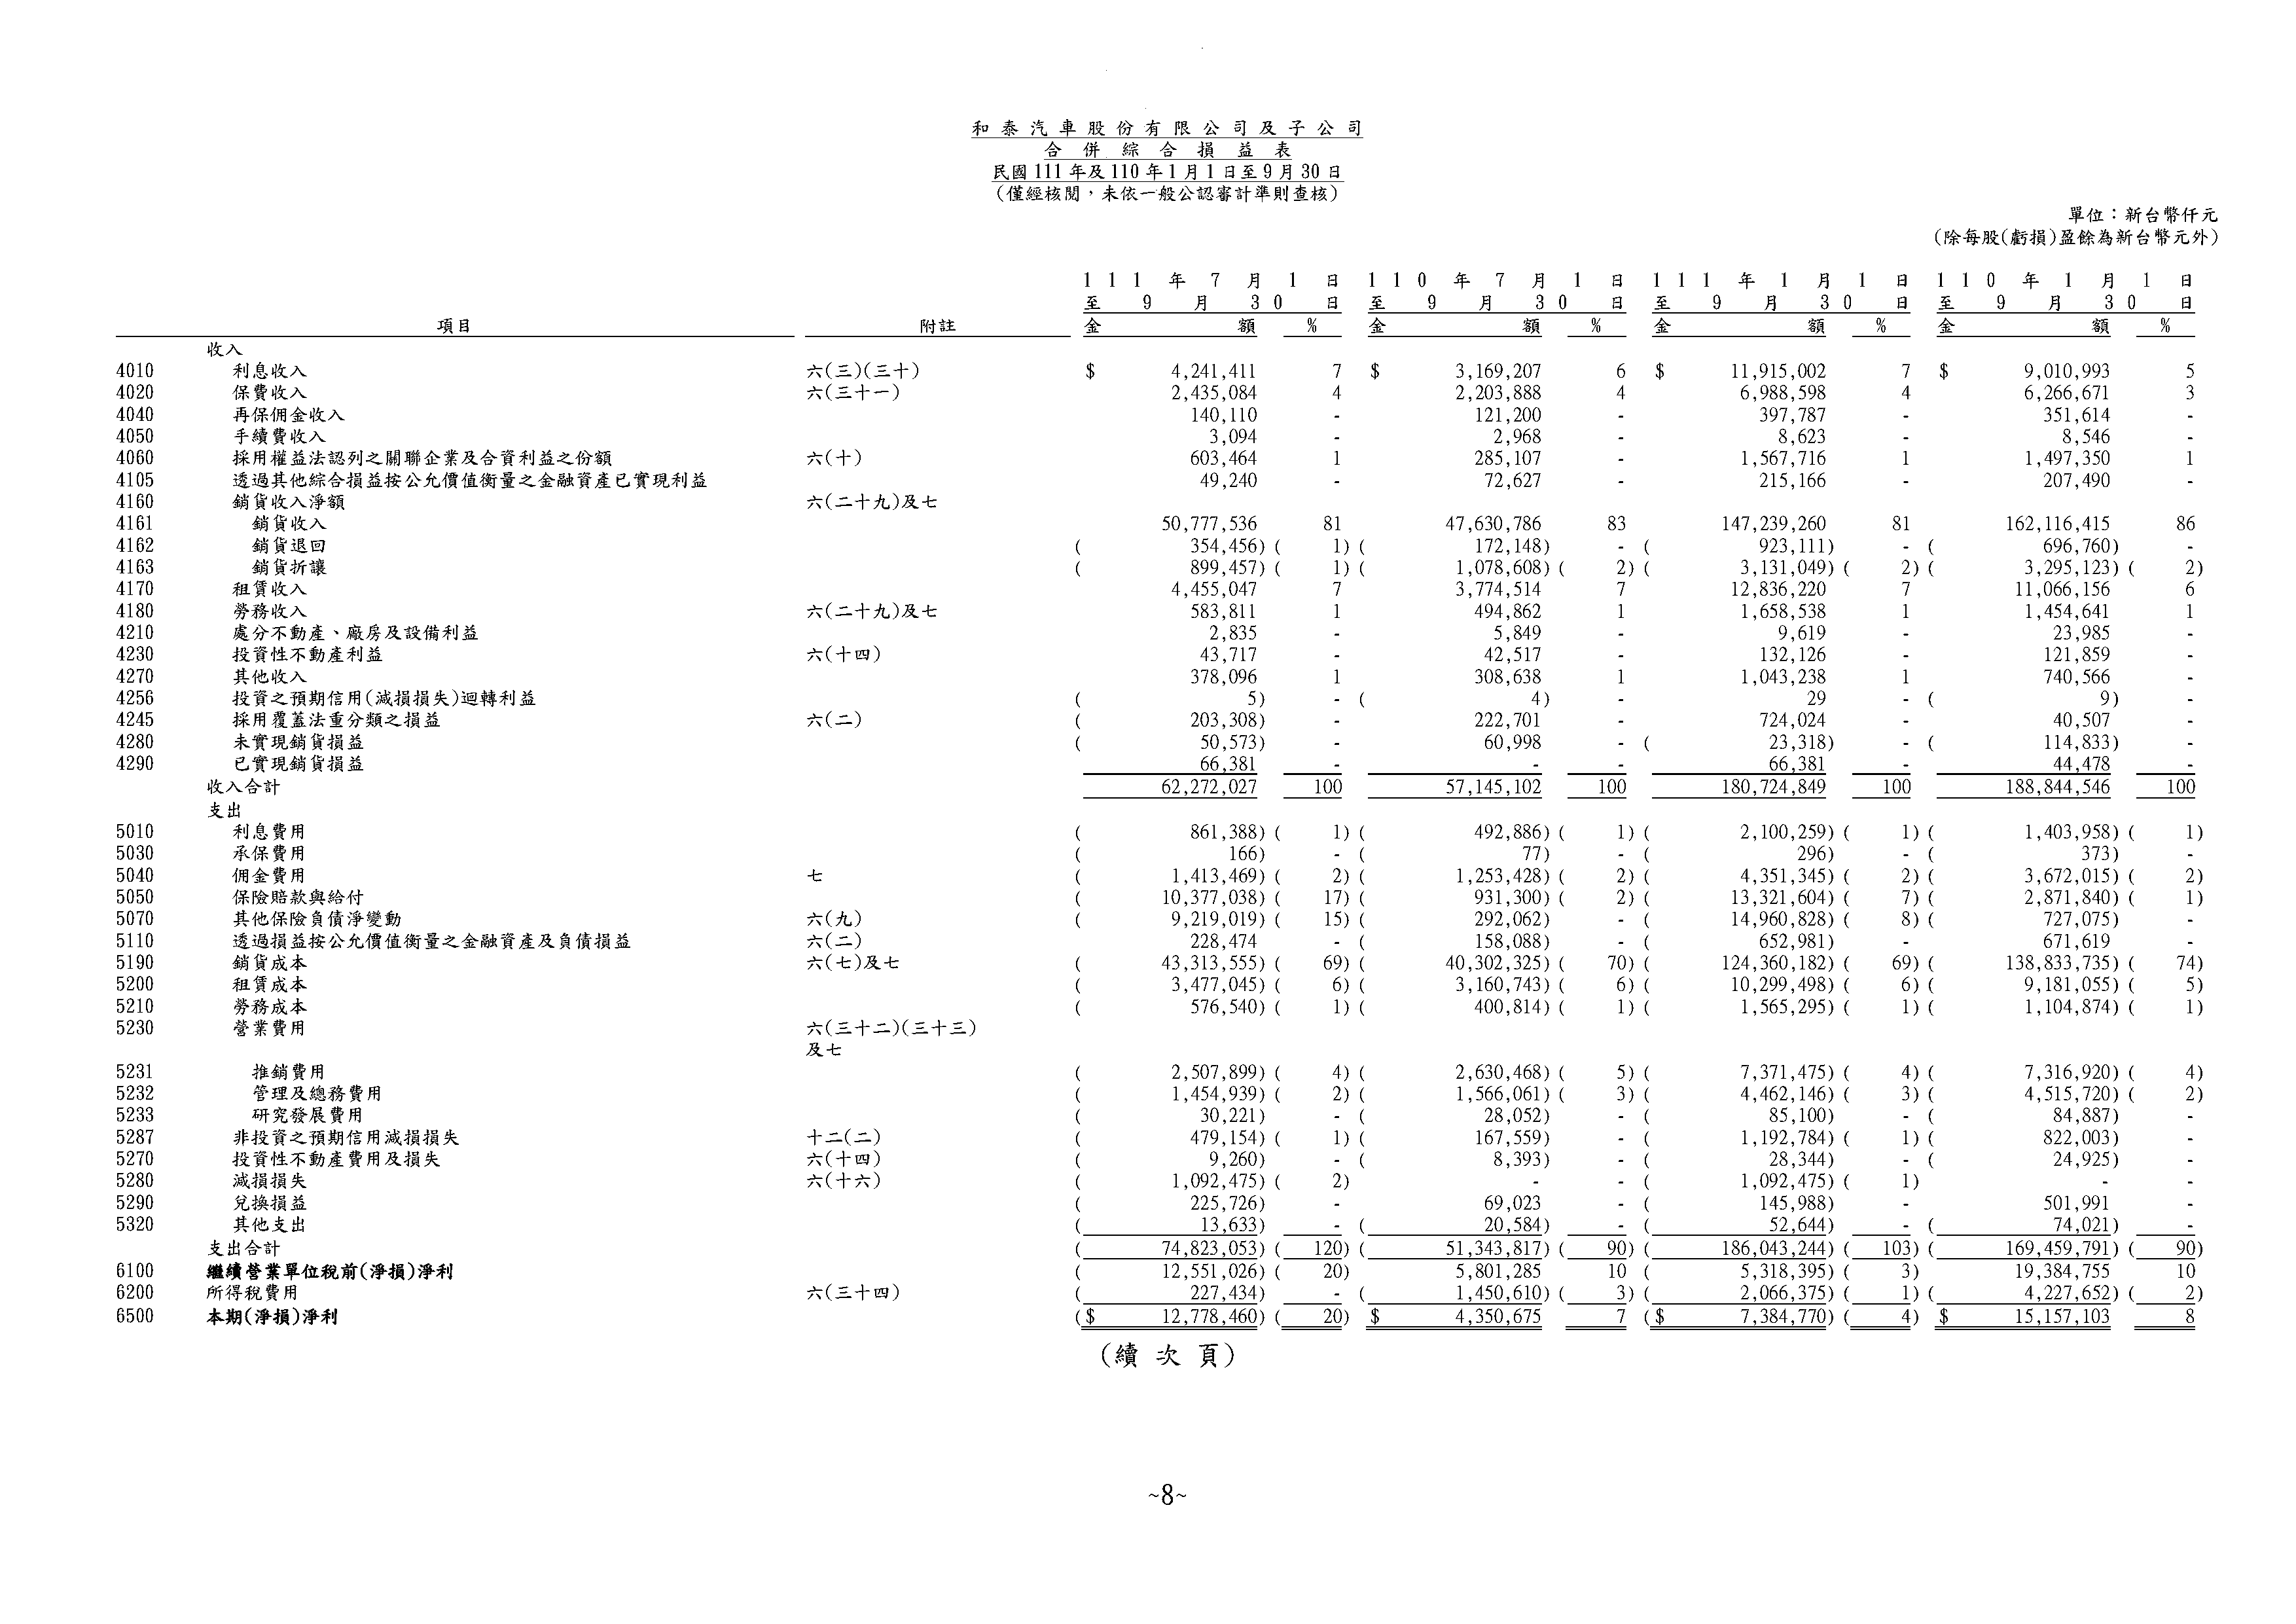 和泰汽車股份有限公司及子公司
合併綜合損益表
民國111年及110年1月1日至9月30日
(僅經核閱，未依一般公認審計準則查核)
單位：新台幣仟元
(除每股(虧損)盈餘為新台幣元外)
111年7月1日 110年7月1日 111年1月1日 110年1月1日
至9月30日 至9月30日 至9月30日 至9月30日
項目 附註 金額 % 金額 % 金額 % 金額 %
收入
4010 利息收入 六(三)(三十) $ 4,241,411 7 $ 3,169,207 6 $ 11,915,002 7 $ 9,010,993 5
4020 保費收入 六(三十一) 2,435,084 4 2,203,888 4 6,988,598 4 6,266,671 3
4040 再保佣金收入 140,110 - 121,200 - 397,787 - 351,614 -
4050 手續費收入 3,094 - 2,968 - 8,623 - 8,546 -
4060 採用權益法認列之關聯企業及合資利益之份額 六(十) 603,464 1 285,107 - 1,567,716 1 1,497,350 1
4105 透過其他綜合損益按公允價值衡量之金融資產已實現利益 49,240 - 72,627 - 215,166 - 207,490 -
4160 銷貨收入淨額 六(二十九)及七
4161 銷貨收入 50,777,536 81 47,630,786 83 147,239,260 81 162,116,415 86
4162 銷貨退回 ( 354,456) ( 1) ( 172,148) - ( 923,111) - ( 696,760) -
4163 銷貨折讓 ( 899,457) ( 1) ( 1,078,608) ( 2) ( 3,131,049) ( 2) ( 3,295,123) ( 2)
4170 租賃收入 4,455,047 7 3,774,514 7 12,836,220 7 11,066,156 6
4180 勞務收入 六(二十九)及七 583,811 1 494,862 1 1,658,538 1 1,454,641 1
4210 處分不動產、廠房及設備利益 2,835 - 5,849 - 9,619 - 23,985 -
4230 投資性不動產利益 六(十四) 43,717 - 42,517 - 132,126 - 121,859 -
4270 其他收入 378,096 1 308,638 1 1,043,238 1 740,566 -
4256 投資之預期信用(減損損失)迴轉利益 ( 5) - ( 4) - 29 - ( 9) -
4245 採用覆蓋法重分類之損益 六(二) ( 203,308) - 222,701 - 724,024 - 40,507 -
4280 未實現銷貨損益 ( 50,573) - 60,998 - ( 23,318) - ( 114,833) -
4290 已實現銷貨損益 66,381 - - - 66,381 - 44,478 -
收入合計 62,272,027 100 57,145,102 100 180,724,849 100 188,844,546 100
支出
5010 利息費用 ( 861,388) ( 1) ( 492,886) ( 1) ( 2,100,259) ( 1) ( 1,403,958) ( 1)
5030 承保費用 ( 166) - ( 77) - ( 296) - ( 373) -
5040 佣金費用 七 ( 1,413,469) ( 2) ( 1,253,428) ( 2) ( 4,351,345) ( 2) ( 3,672,015) ( 2)
5050 保險賠款與給付 ( 10,377,038) ( 17) ( 931,300) ( 2) ( 13,321,604) ( 7) ( 2,871,840) ( 1)
5070 其他保險負債淨變動 六(九) ( 9,219,019) ( 15) ( 292,062) - ( 14,960,828) ( 8) ( 727,075) -
5110 透過損益按公允價值衡量之金融資產及負債損益 六(二) 228,474 - ( 158,088) - ( 652,981) - 671,619 -
5190 銷貨成本 六(七)及七 ( 43,313,555) ( 69) ( 40,302,325) ( 70) ( 124,360,182) ( 69) ( 138,833,735) ( 74)
5200 租賃成本 ( 3,477,045) ( 6) ( 3,160,743) ( 6) ( 10,299,498) ( 6) ( 9,181,055) ( 5)
5210 勞務成本 ( 576,540) ( 1) ( 400,814) ( 1) ( 1,565,295) ( 1) ( 1,104,874) ( 1)
5230 營業費用 六(三十二)(三十三)
及七
5231 推銷費用 ( 2,507,899) ( 4) ( 2,630,468) ( 5) ( 7,371,475) ( 4) ( 7,316,920) ( 4)
5232 管理及總務費用 ( 1,454,939) ( 2) ( 1,566,061) ( 3) ( 4,462,146) ( 3) ( 4,515,720) ( 2)
5233 研究發展費用 ( 30,221) - ( 28,052) - ( 85,100) - ( 84,887) -
5287 非投資之預期信用減損損失 十二(二) ( 479,154) ( 1) ( 167,559) - ( 1,192,784) ( 1) ( 822,003) -
5270 投資性不動產費用及損失 六(十四) ( 9,260) - ( 8,393) - ( 28,344) - ( 24,925) -
5280 減損損失 六(十六) ( 1,092,475) ( 2) - - ( 1,092,475) ( 1) - -
5290 兌換損益 ( 225,726) - 69,023 - ( 145,988) - 501,991 -
5320 其他支出 ( 13,633) - ( 20,584) - ( 52,644) - ( 74,021) -
支出合計 ( 74,823,053) ( 120) ( 51,343,817) ( 90) ( 186,043,244) ( 103) ( 169,459,791) ( 90)
6100 繼續營業單位稅前(淨損)淨利 ( 12,551,026) ( 20) 5,801,285 10 ( 5,318,395) ( 3) 19,384,755 10
6200 所得稅費用 六(三十四) ( 227,434) - ( 1,450,610) ( 3) ( 2,066,375) ( 1) ( 4,227,652) ( 2)
6500 本期(淨損)淨利 ($ 12,778,460) ( 20) $ 4,350,675 7 ($ 7,384,770) ( 4) $ 15,157,103 8
(續次頁)
~8~